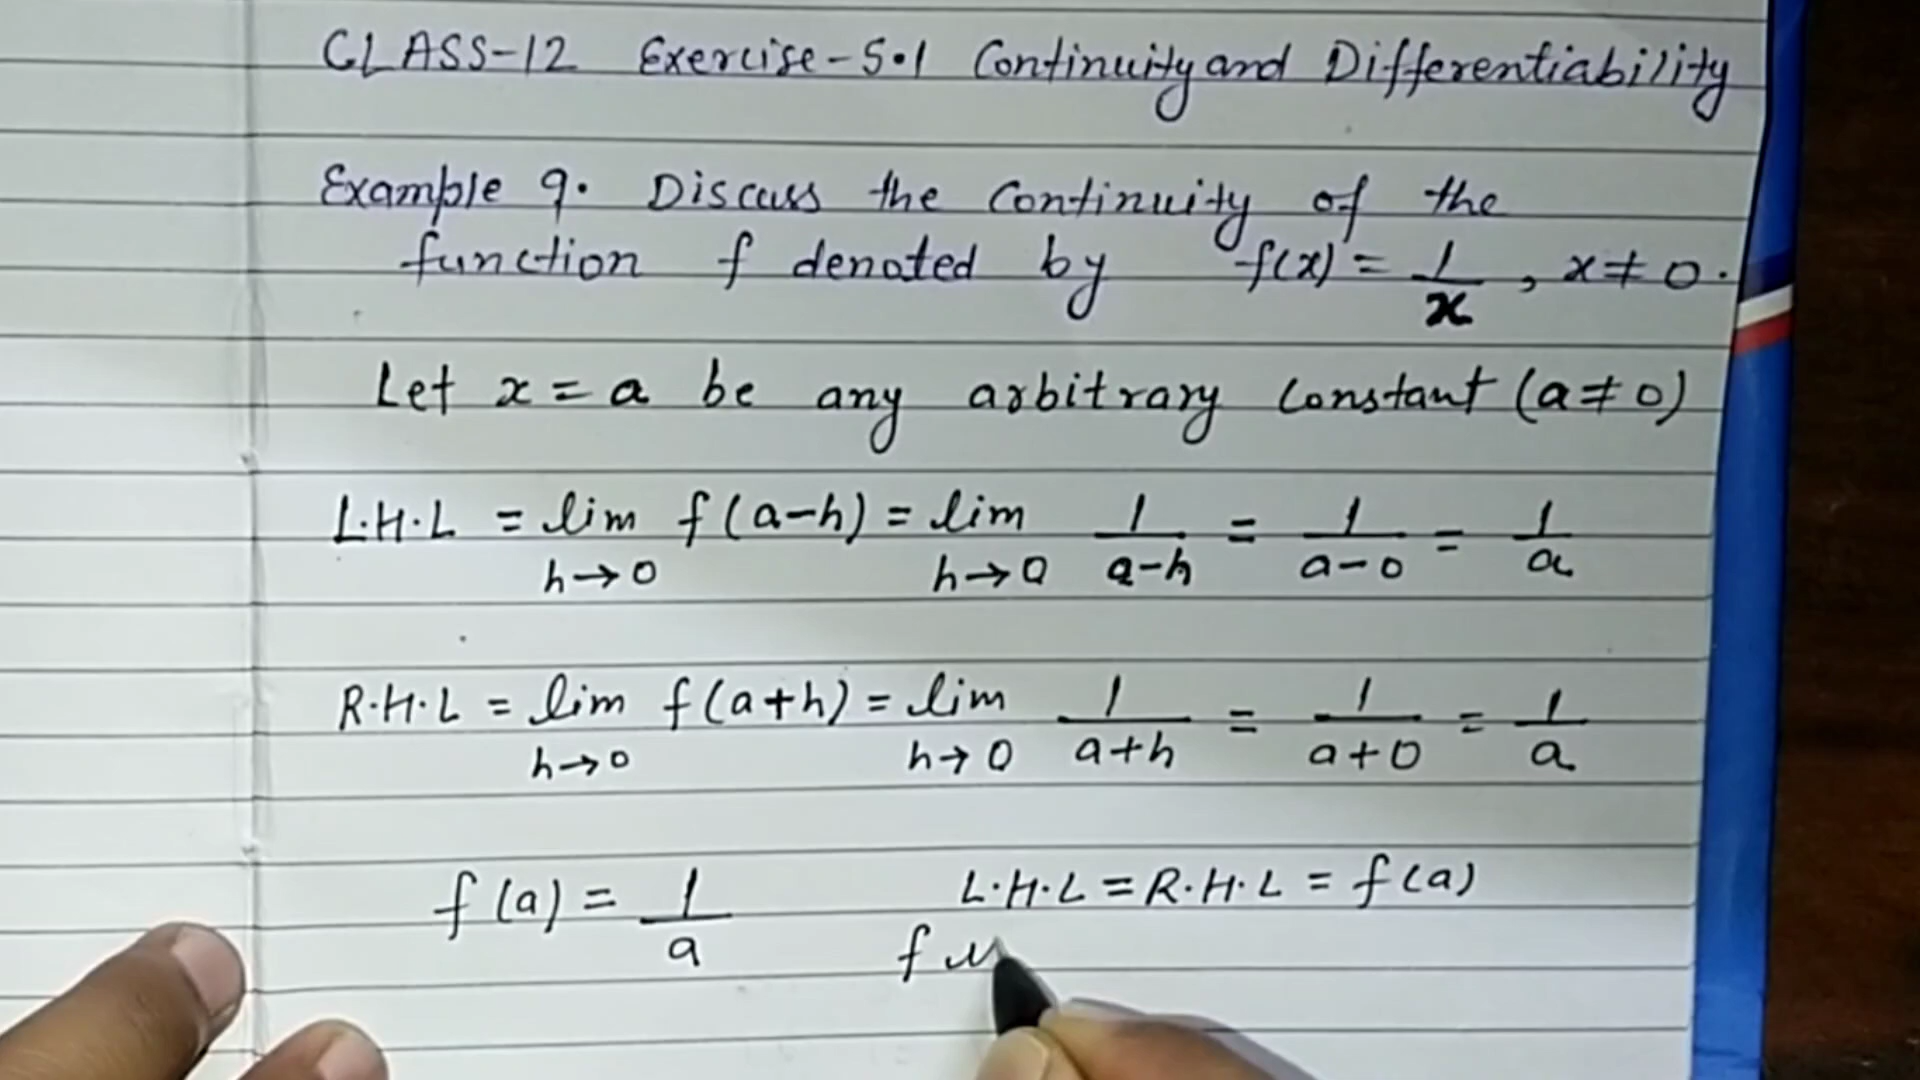 CLASS-12 Exercise-5.1 Continuity and Differentiability
Example 9. Discuss the Continuity of the
function f denoted by f(x) = 1/x, x ≠ 0.
Let x = a be any arbitrary constant (a ≠ 0)
L.H.L = lim h→0 f(a-h) = lim h→0 1/(a-h) = 1/(a-0) = 1/a
R.H.L = lim h→0 f(a+h) = lim h→0 1/(a+h) = 1/(a+0) = 1/a
f(a) = 1/a L.H.L = R.H.L = f(a)
f